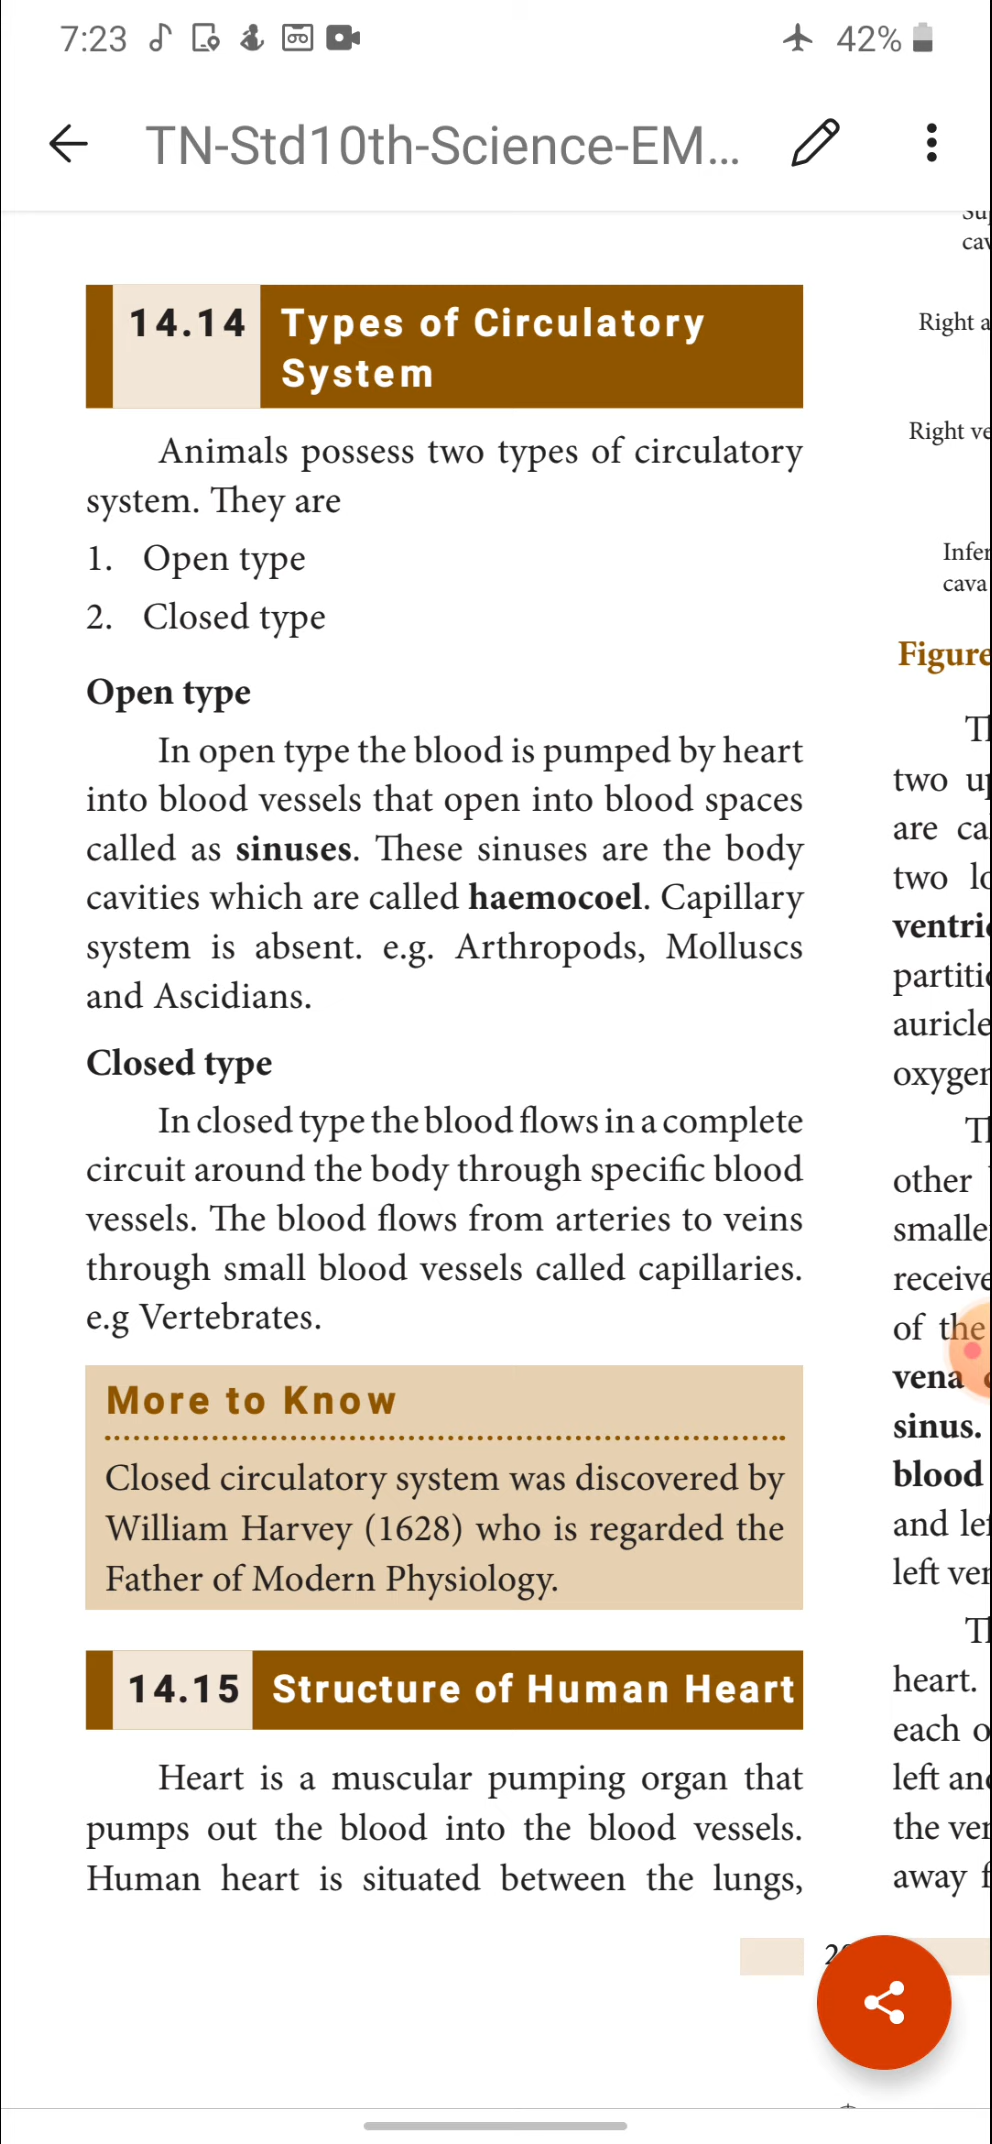 7:23
42%
TN-Std10th-Science-EM...
14.14 Types of Circulatory
System
Animals possess two types of circulatory
system. They are
1. Open type
2. Closed type
Open type
In open type the blood is pumped by heart
into blood vessels that open into blood spaces
called as sinuses. These sinuses are the body
cavities which are called haemocoel. Capillary
system is absent. e.g. Arthropods, Molluscs
and Ascidians.
Closed type
In closed type the blood flows in a complete
circuit around the body through specific blood
vessels. The blood flows from arteries to veins
through small blood vessels called capillaries.
e.g Vertebrates.
More to Know
Closed circulatory system was discovered by
William Harvey (1628) who is regarded the
Father of Modern Physiology.
14.15 Structure of Human Heart
Heart is a muscular pumping organ that
pumps out the blood into the blood vessels.
Human heart is situated between the lungs,
Right
Right
cava
Figure
two
are
two
other
of the
vena
sinus.
blood
and
left
heart.
each
left
the
away